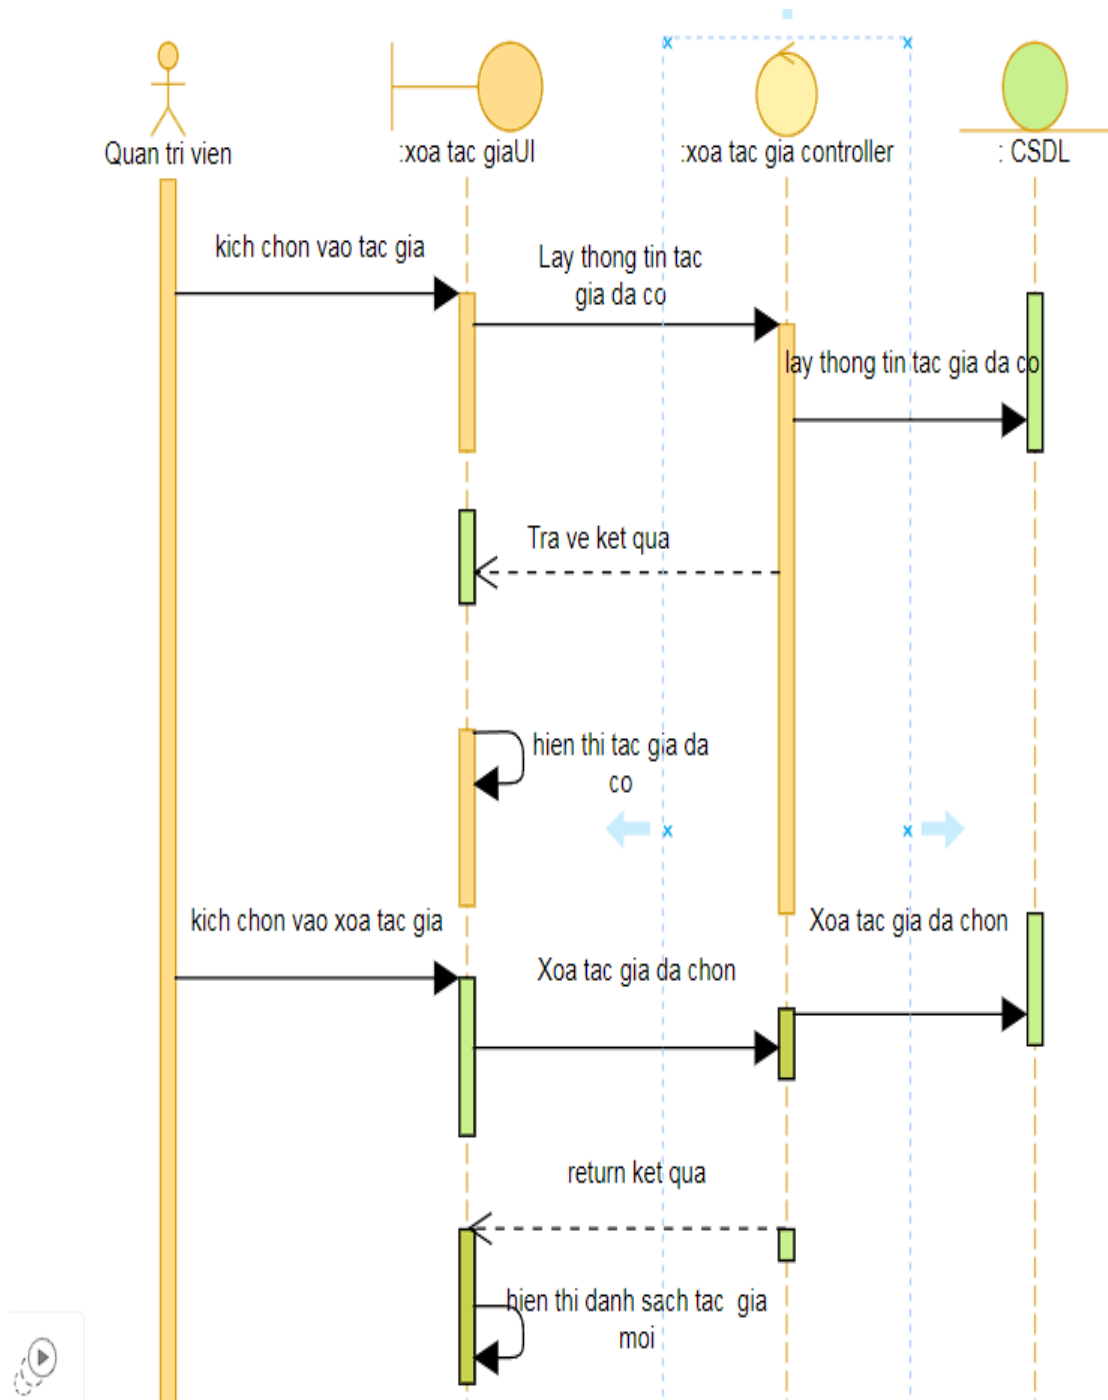 Quan tri vien
:xoa tac giaUI
:xoa tac gia controller
: CSDL
kich chon vao tac gia
Lay thong tin tac
gia da co
lay thong tin tac gia da co
Tra ve ket qua
hien thi tac gia da
co
kich chon vao xoa tac gia
Xoa tac gia da chon
Xoa tac gia da chon
return ket qua
hien thi danh sach tac  gia
moi